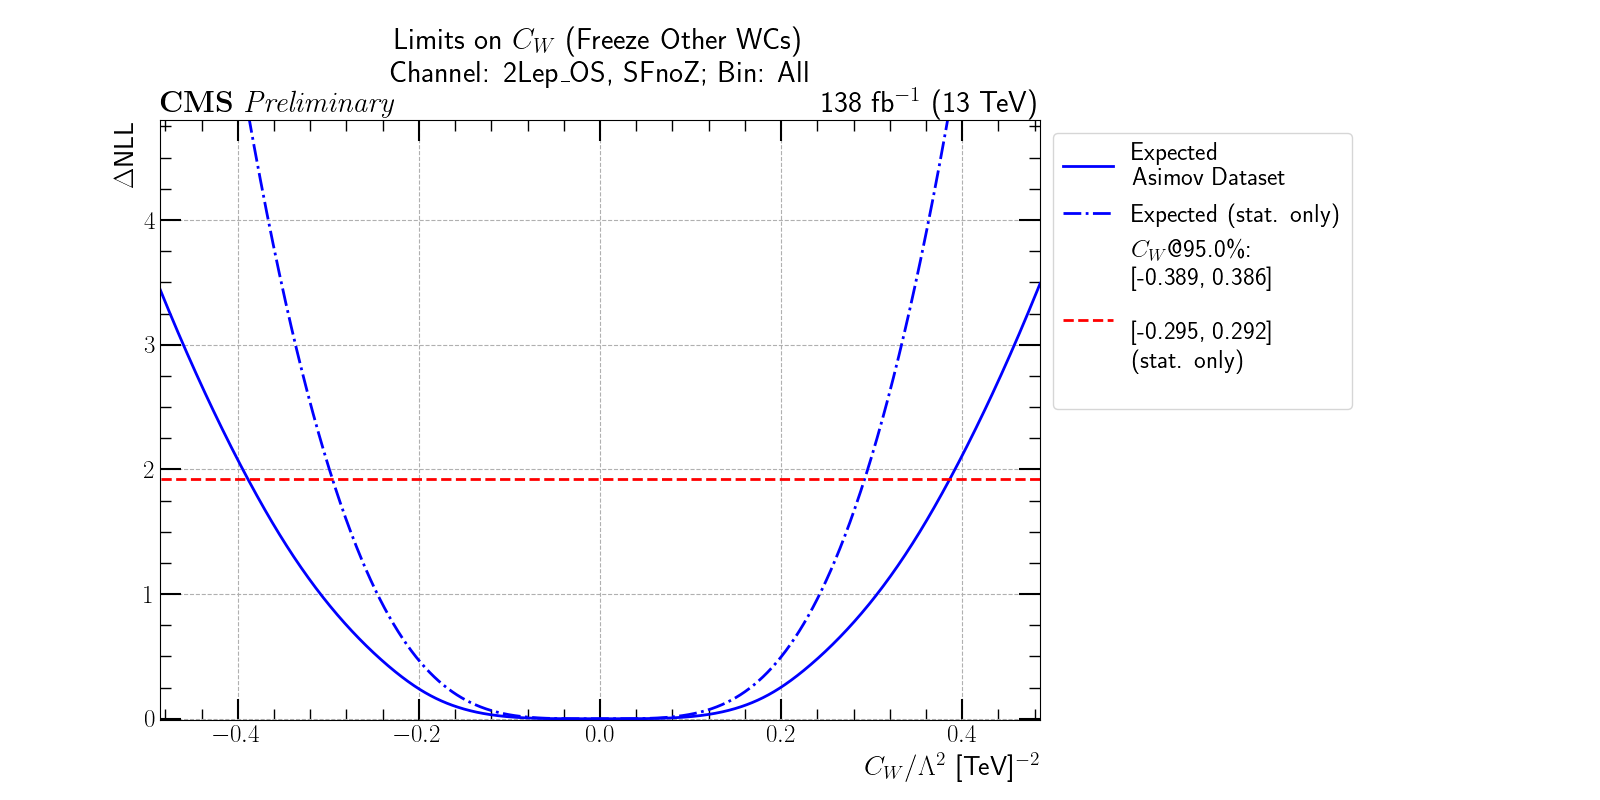 Limits on C_W (Freeze Other WCs)
Channel: 2Lep_OS, SFnoZ; Bin: All
CMS Preliminary
138 fb⁻¹ (13 TeV)
ΔNLL
4
3
2
1
0
−0.4
−0.2
0.0
0.2
0.4
C_W/Λ² [TeV]⁻²
Expected
Asimov Dataset
Expected (stat. only)
C_W@95.0%:
[-0.389, 0.386]
[-0.295, 0.292]
(stat. only)